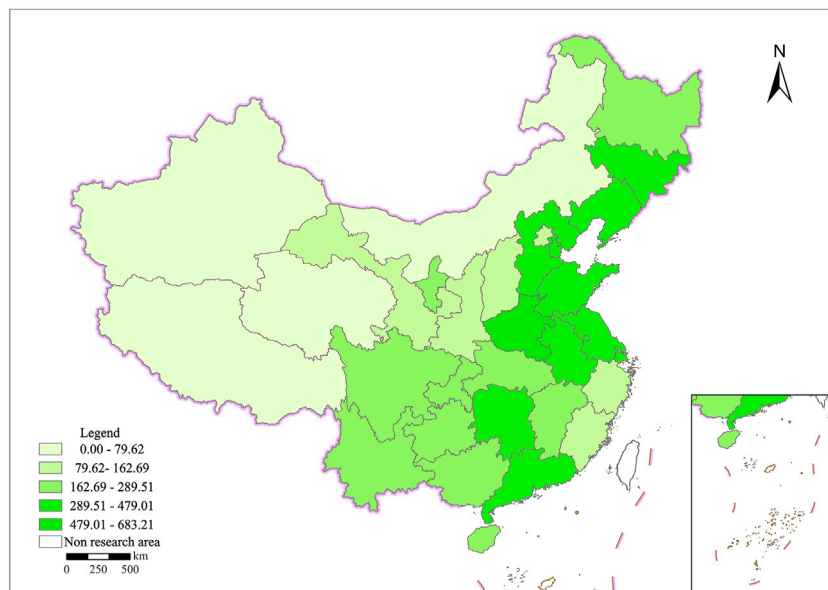 N
Legend
0.00 - 79.62
79.62- 162.69
162.69 - 289.51
289.51 - 479.01
479.01 - 683.21
Non research area
km
0 250 500